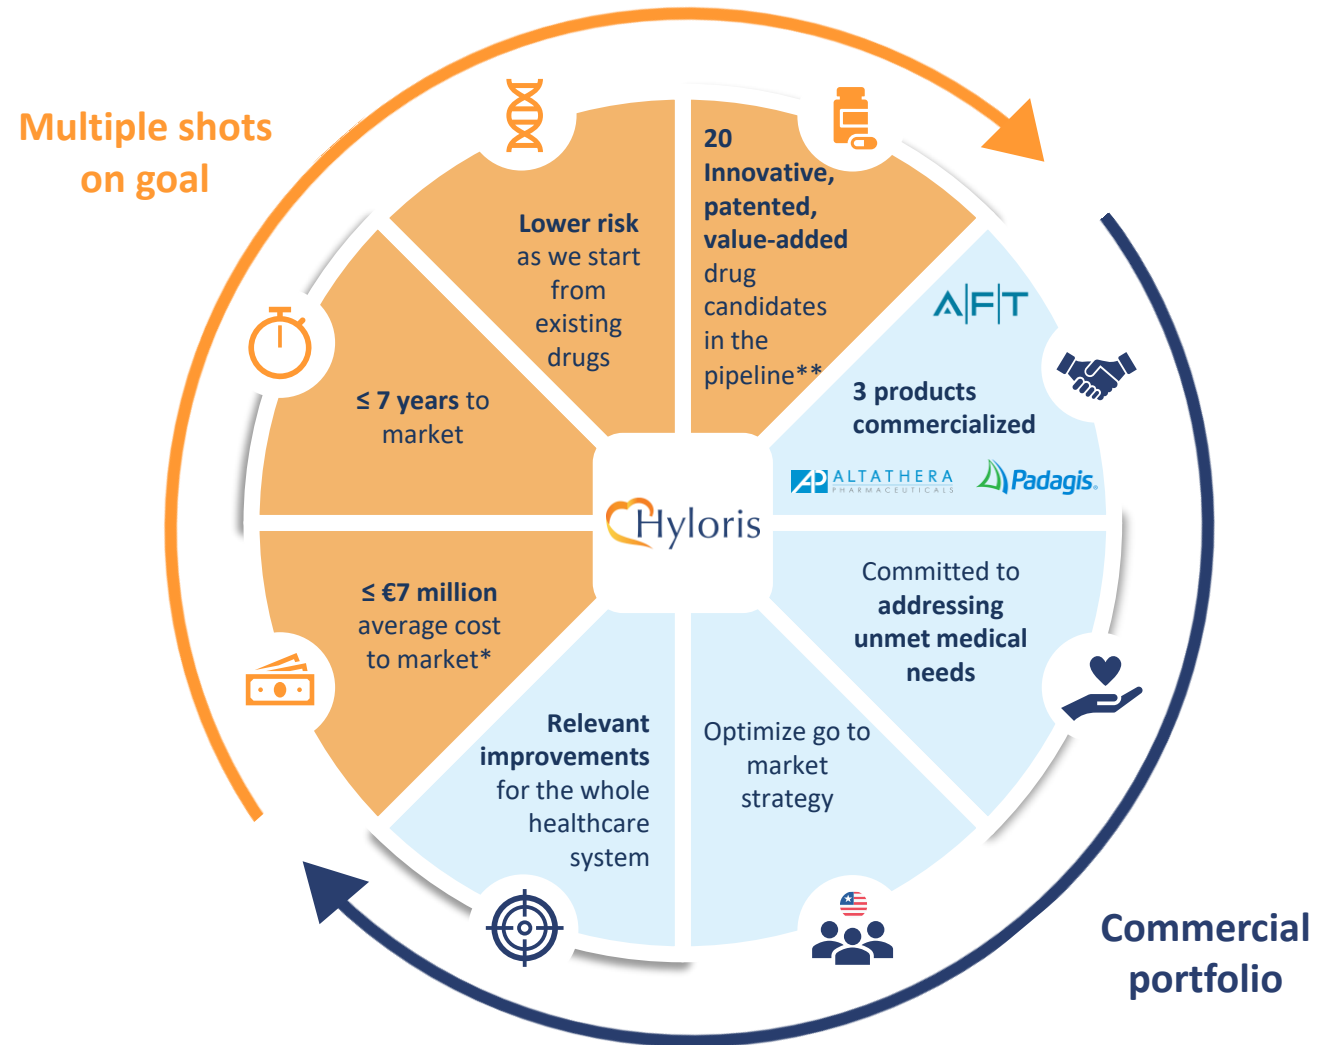 Multiple shots
on goal
20
Innovative,
patented,
value-added
drug
candidates
in the
pipeline**
Lower risk
as we start
from
existing
drugs
≤ 7 years to
market
≤ €7 million
average cost
to market*
A|F|T
3 products
commercialized
AP ALTATHERA
PHARMACEUTICALS
Padagis®
Hyloris
Committed to
addressing
unmet medical
needs
Optimize go to
market
strategy
Relevant
improvements
for the whole
healthcare
system
Commercial
portfolio